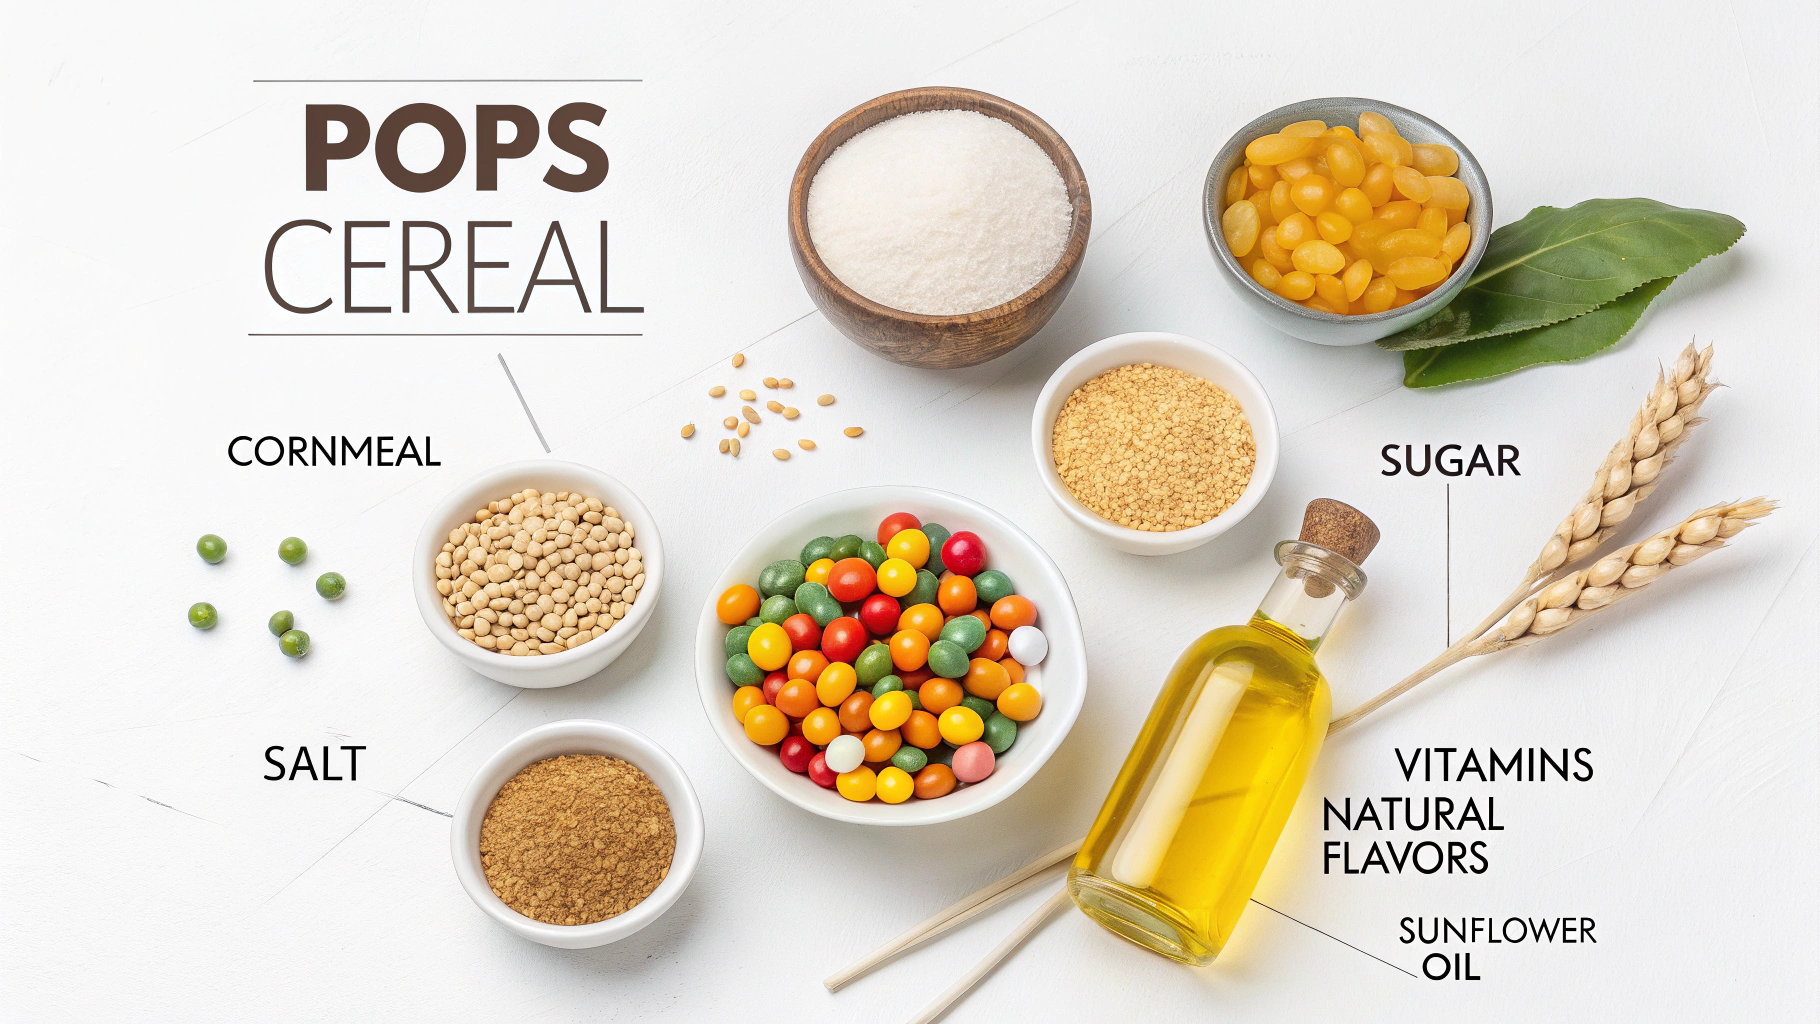 POPS
CEREAL
CORNMEAL
SUGAR
SALT
VITAMINS
NATURAL
FLAVORS
SUNFLOWER
OIL